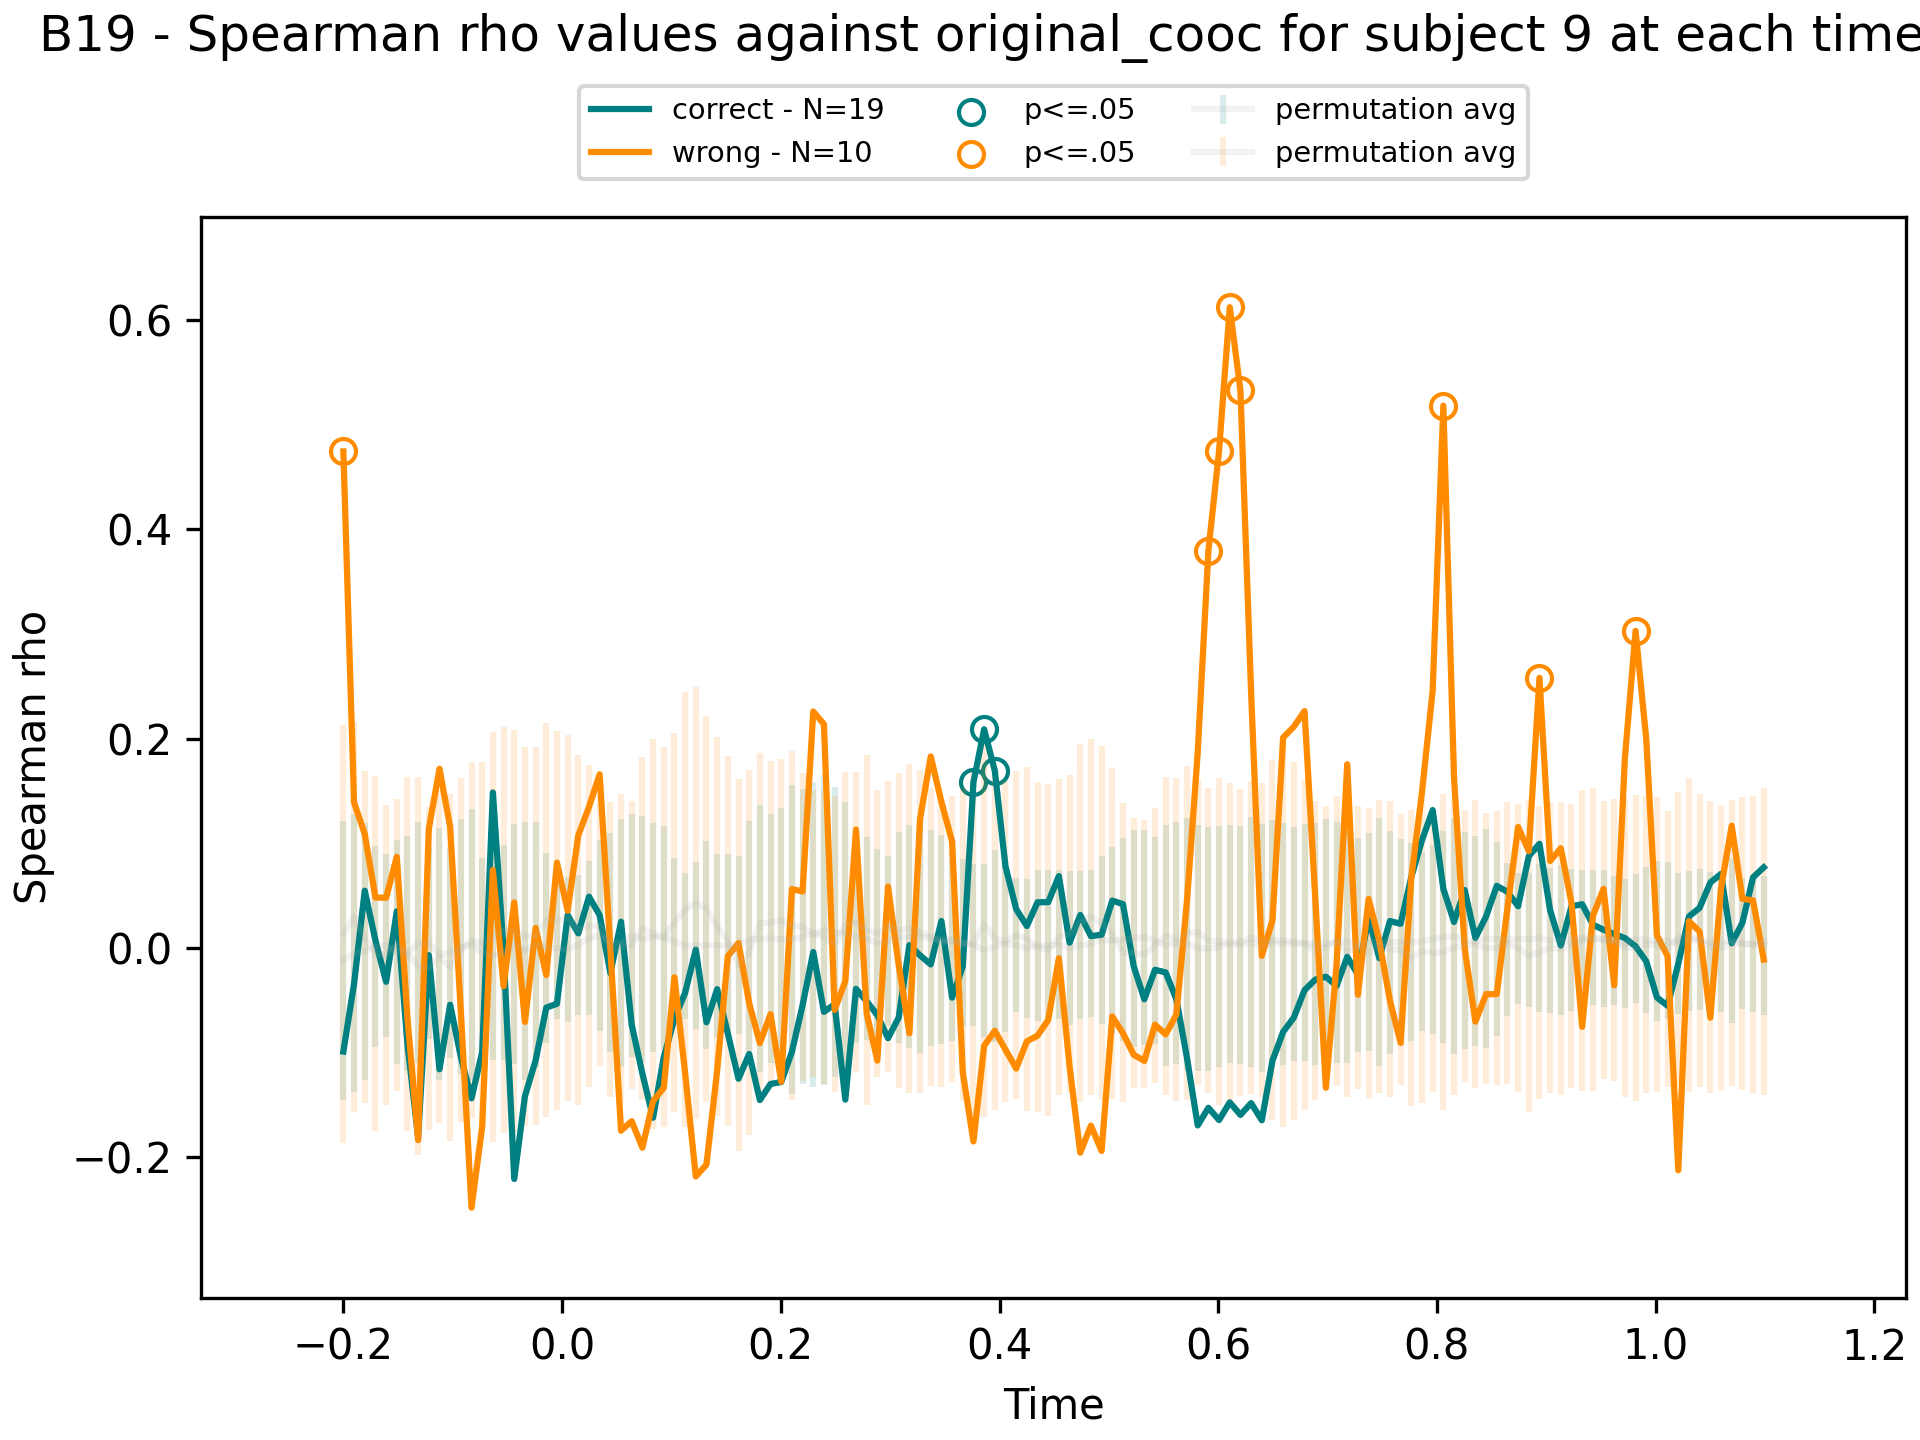 B19 - Spearman rho values against original_cooc for subject 9 at each time
correct - N=19
wrong - N=10
p<=.05
p<=.05
permutation avg
permutation avg
Spearman rho
0.6
0.4
0.2
0.0
−0.2
−0.2
0.0
0.2
0.4
0.6
0.8
1.0
1.2
Time